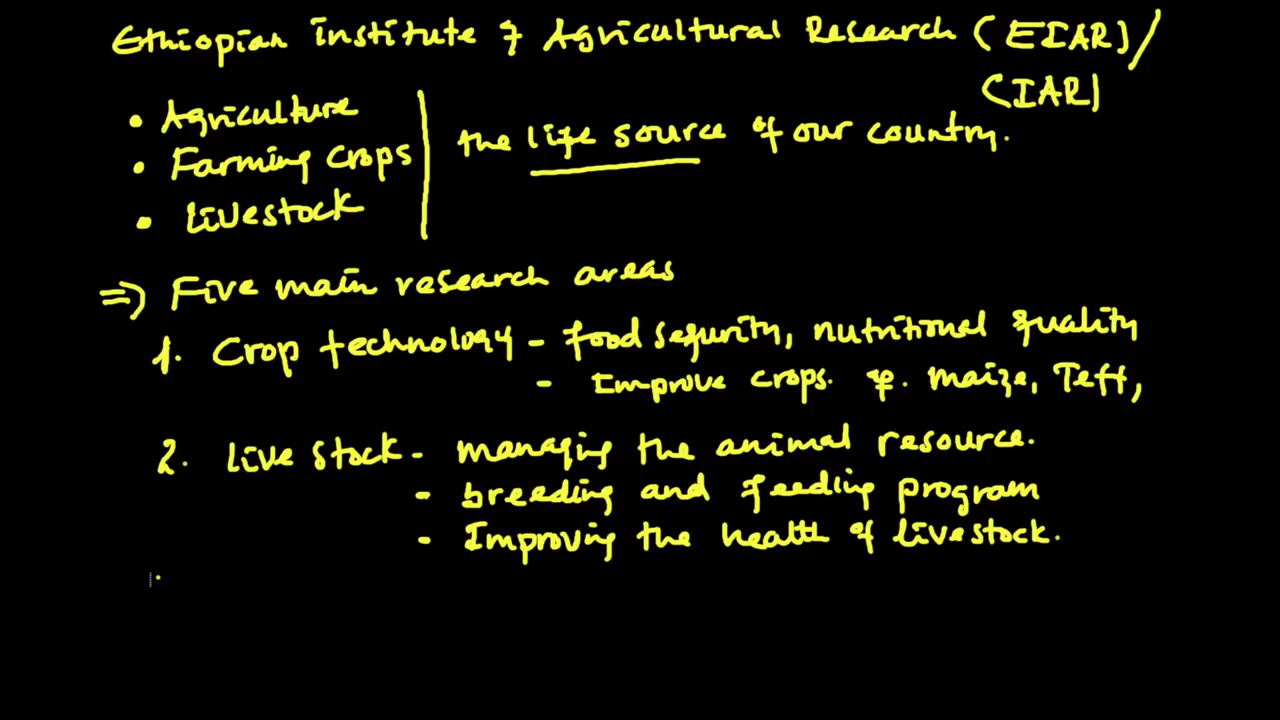 Ethiopian institute of Agricultural Research (EIAR) /
(IAR)
• Agriculture
• Farming crops
• Livestock
the life source of our country.
⇒) Five main research areas
1. Crop technology - food sequrity, nutritional quality
- Improve crops. Maize, Teff,
2. Live stock - managing the animal resource.
- breeding and feeding program
- Improving the health of livestock.